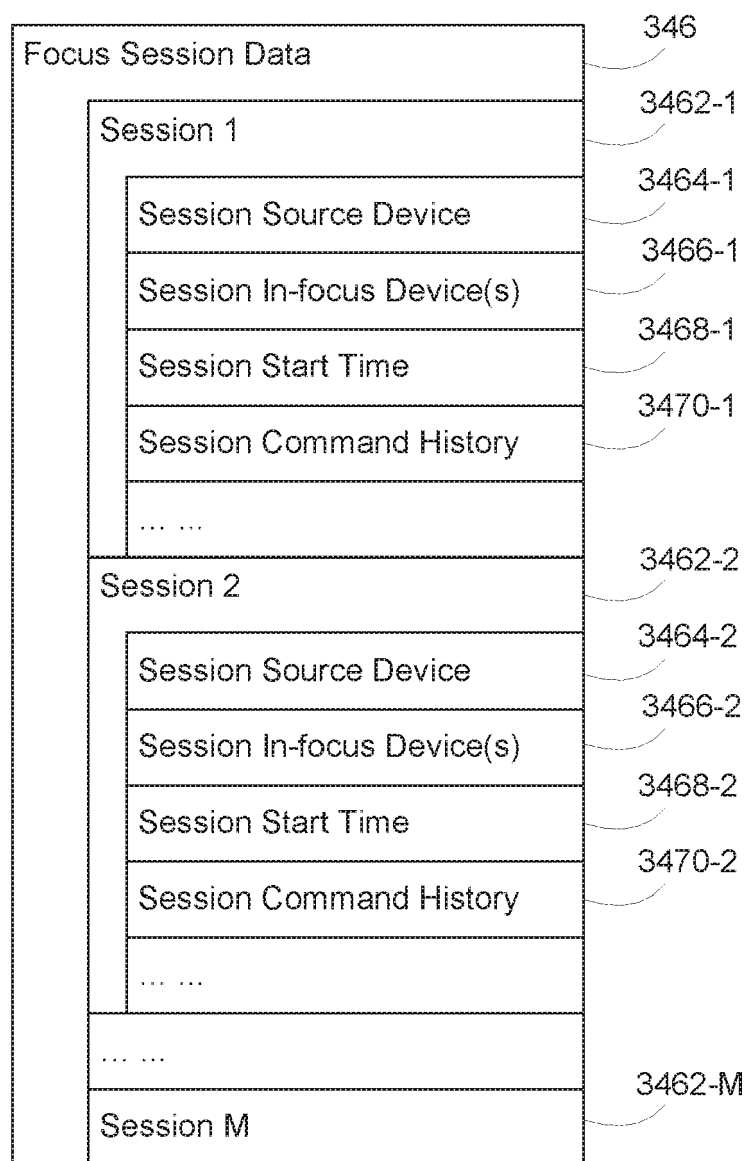 346
Focus Session Data
3462-1
Session 1
3464-1
Session Source Device
3466-1
Session In-focus Device(s)
3468-1
Session Start Time
3470-1
Session Command History
... ...
3462-2
Session 2
3464-2
Session Source Device
3466-2
Session In-focus Device(s)
3468-2
Session Start Time
3470-2
Session Command History
... ...
... ...
3462-M
Session M